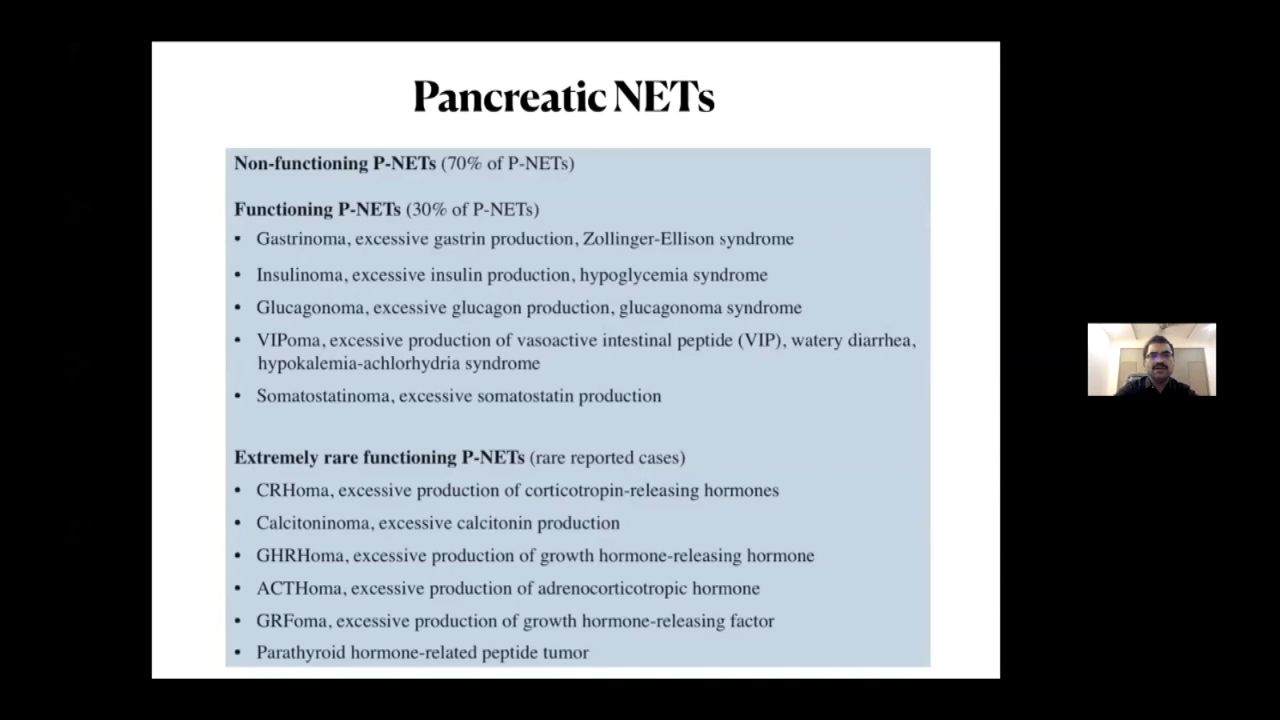 Pancreatic NETs
Non-functioning P-NETs (70% of P-NETs)
Functioning P-NETs (30% of P-NETs)
• Gastrinoma, excessive gastrin production, Zollinger-Ellison syndrome
• Insulinoma, excessive insulin production, hypoglycemia syndrome
• Glucagonoma, excessive glucagon production, glucagonoma syndrome
• VIPoma, excessive production of vasoactive intestinal peptide (VIP), watery diarrhea,
hypokalemia-achlorhydria syndrome
• Somatostatinoma, excessive somatostatin production
Extremely rare functioning P-NETs (rare reported cases)
• CRHoma, excessive production of corticotropin-releasing hormones
• Calcitoninoma, excessive calcitonin production
• GHRHoma, excessive production of growth hormone-releasing hormone
• ACTHoma, excessive production of adrenocorticotropic hormone
• GRFoma, excessive production of growth hormone-releasing factor
• Parathyroid hormone-related peptide tumor